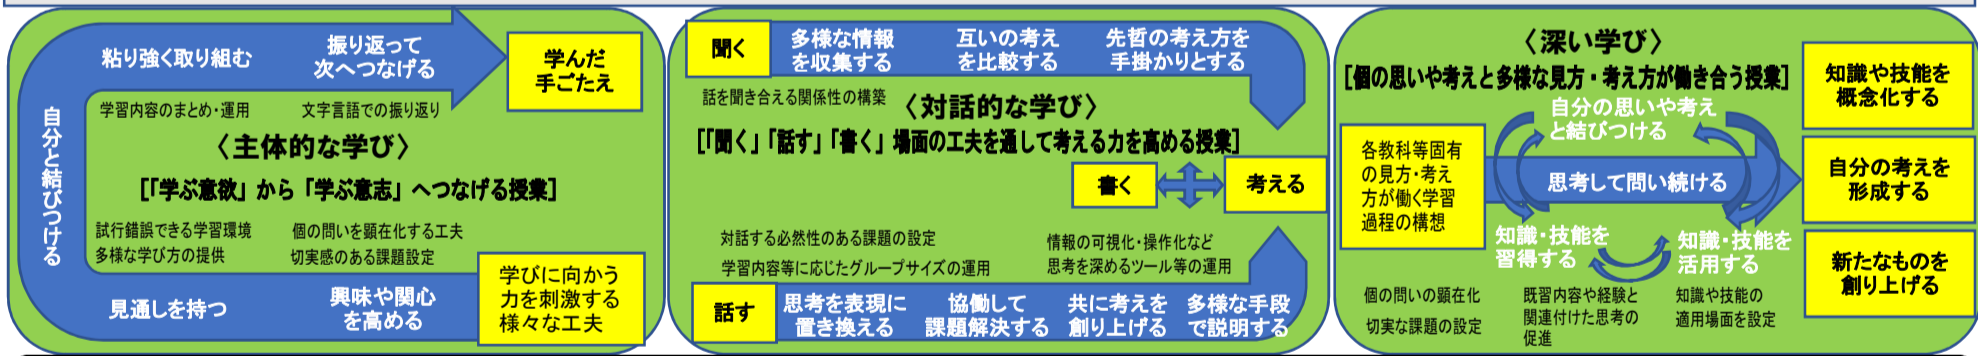 粘り強く取り組む
振り返って
次へつなげる
学んだ
手ごたえ
学習内容のまとめ・運用
文字言語での振り返り
自分と結びつける
〈主体的な学び〉
[「学ぶ意欲」から「学ぶ意志」へつなげる授業]
試行錯誤できる学習環境
多様な学び方の提供
個の問いを顕在化する工夫
切実感のある課題設定
見通しを持つ
興味や関心
を高める
学びに向かう
力を刺激する
様々な工夫
聞く
多様な情報
を収集する
互いの考え
を比較する
先哲の考え方を
手掛かりとする
話を聞き合える関係性の構築
〈対話的な学び〉
[「聞く」「話す」「書く」場面の工夫を通して考える力を高める授業]
書く
考える
対話する必然性のある課題の設定
学習内容等に応じたグループサイズの運用
情報の可視化・操作化など
思考を深めるツール等の運用
話す
思考を表現に
置き換える
協働して
課題解決する
共に考えを
創り上げる
多様な手段
で説明する
〈深い学び〉
[個の思いや考えと多様な見方・考え方が働き合う授業]
自分の思いや考え
と結びつける
各教科等固有
の見方・考え
方が働く学習
過程の構想
思考して問い続ける
知識・技能を
習得する
知識・技能を
活用する
個の問いの顕在化
切実な課題の設定
既習内容や経験と
関連付けた思考の
促進
知識や技能の
適用場面を設定
知識や技能を
概念化する
自分の考えを
形成する
新たなものを
創り上げる